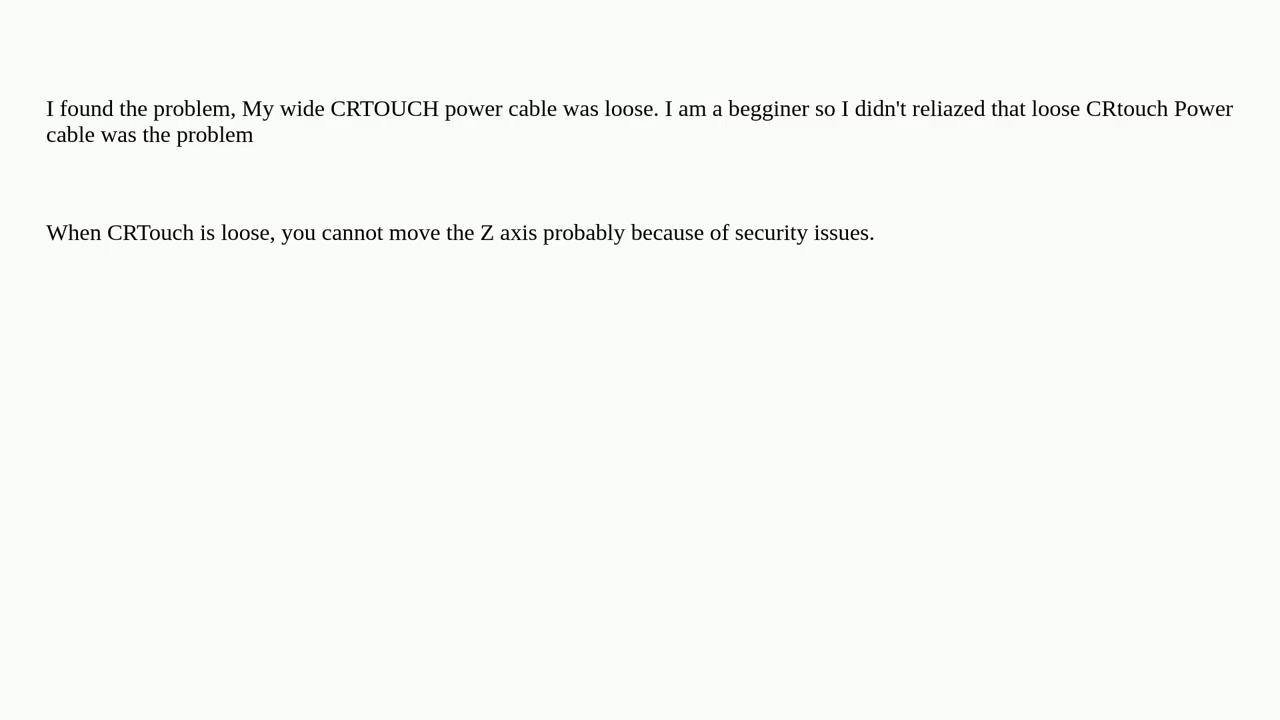 I found the problem, My wide CRTOUCH power cable was loose. I am a begginer so I didn't reliazed that loose CRtouch Power
cable was the problem
When CRTouch is loose, you cannot move the Z axis probably because of security issues.